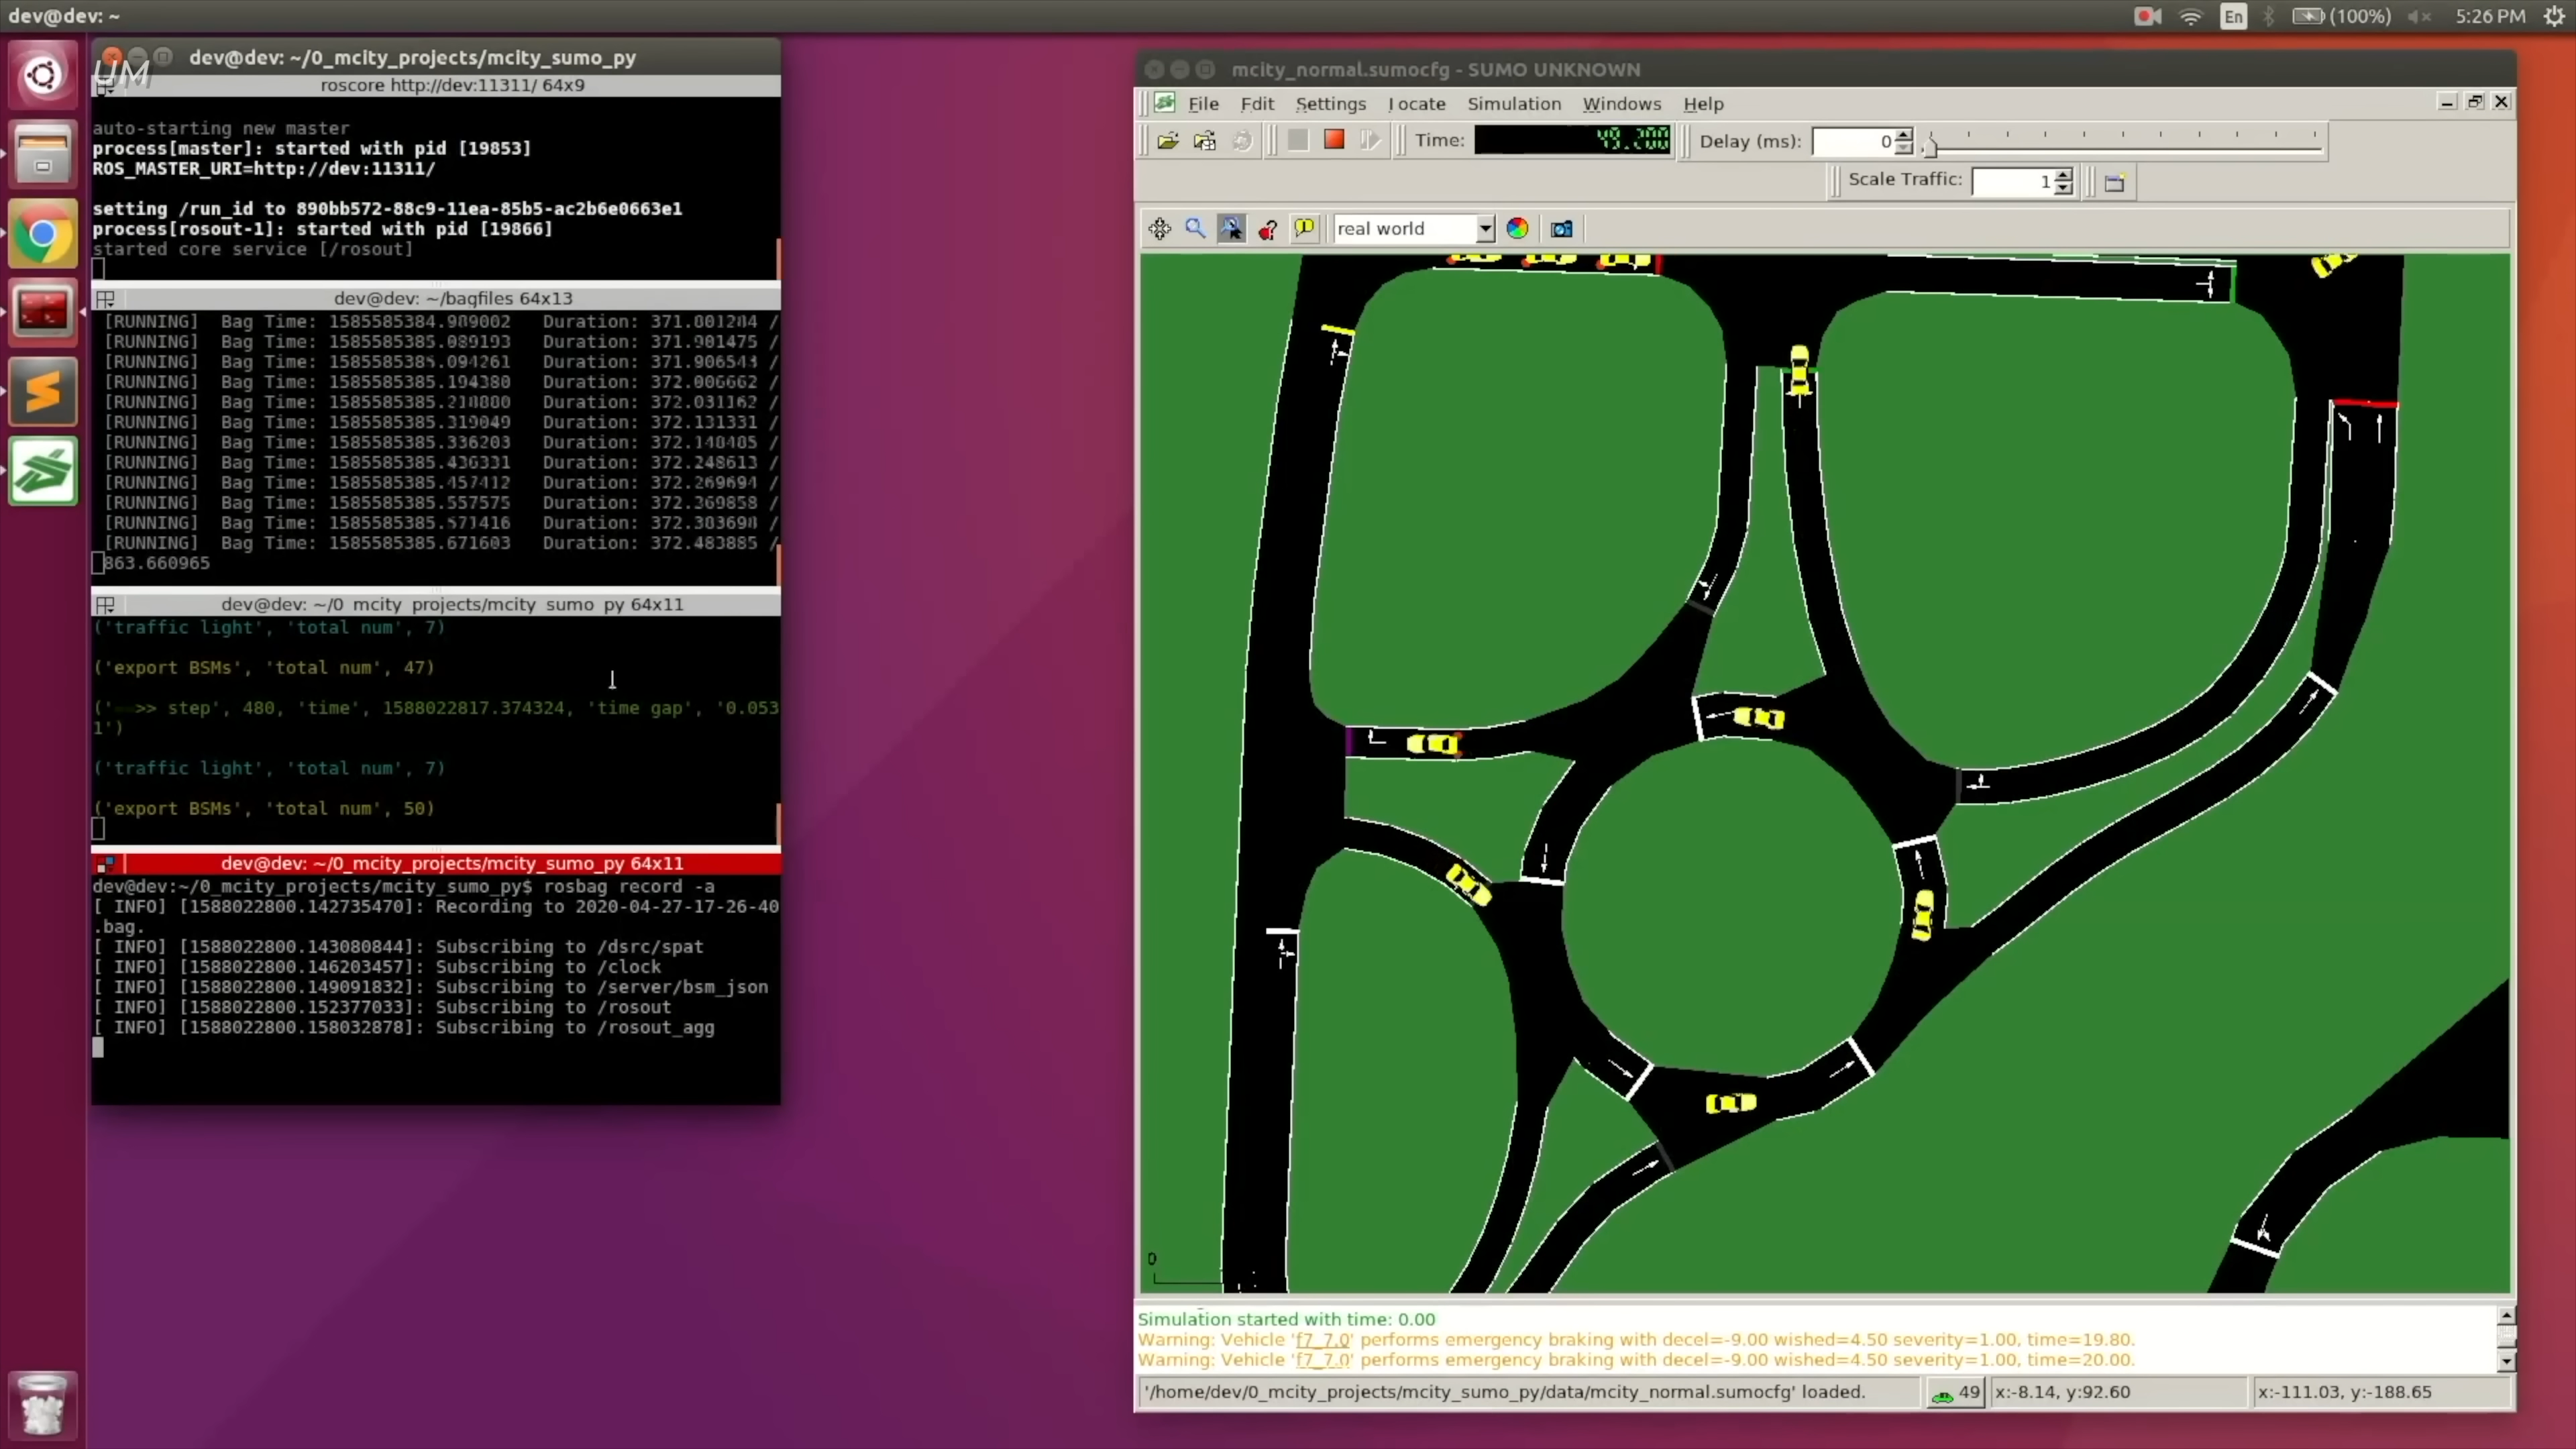 dev@dev: ~
En
(100%)
5:26 PM
dev@dev: ~/0_mcity_projects/mcity_sumo_py
UM
roscore http://dev:11311/ 64x9
auto-starting new master
process[master]: started with pid [19853]
ROS_MASTER_URI=http://dev:11311/
setting /run_id to 890bb572-88c9-11ea-85b5-ac2b6e0663e1
process[rosout-1]: started with pid [19866]
started core service [/rosout]
dev@dev: ~/bagfiles 64x13
[RUNNING] Bag Time: 1585585384.989002 Duration: 371.801284 /
[RUNNING] Bag Time: 1585585385.089193 Duration: 371.901475 /
[RUNNING] Bag Time: 1585585385.094261 Duration: 371.906543 /
[RUNNING] Bag Time: 1585585385.194380 Duration: 372.006662 /
[RUNNING] Bag Time: 1585585385.218880 Duration: 372.031162 /
[RUNNING] Bag Time: 1585585385.319049 Duration: 372.131331 /
[RUNNING] Bag Time: 1585585385.336203 Duration: 372.148485 /
[RUNNING] Bag Time: 1585585385.436331 Duration: 372.248613 /
[RUNNING] Bag Time: 1585585385.457412 Duration: 372.269694 /
[RUNNING] Bag Time: 1585585385.557575 Duration: 372.369858 /
[RUNNING] Bag Time: 1585585385.571416 Duration: 372.383698 /
[RUNNING] Bag Time: 1585585385.671603 Duration: 372.483885 /
863.660965
dev@dev: ~/0_mcity_projects/mcity_sumo_py 64x11
('traffic light', 'total num', 7)
('export BSMs', 'total num', 47)
(' >> step', 480, 'time', 1588022817.374324, 'time gap', '0.053
1')
('traffic light', 'total num', 7)
('export BSMs', 'total num', 50)
dev@dev: ~/0_mcity_projects/mcity_sumo_py 64x11
dev@dev:~/0_mcity_projects/mcity_sumo_py$ rosbag record -a
[ INFO] [1588022800.142735470]: Recording to 2020-04-27-17-26-40
.bag.
[ INFO] [1588022800.143080844]: Subscribing to /dsrc/spat
[ INFO] [1588022800.146203457]: Subscribing to /clock
[ INFO] [1588022800.149091832]: Subscribing to /server/bsm_json
[ INFO] [1588022800.152377033]: Subscribing to /rosout
[ INFO] [1588022800.158032878]: Subscribing to /rosout_agg
mcity_normal.sumocfg - SUMO UNKNOWN
File Edit Settings Locate Simulation Windows Help
Time: 49.200 Delay (ms): 0
Scale Traffic: 1
real world
0
Simulation started with time: 0.00
Warning: Vehicle 'f7_7.0' performs emergency braking with decel=-9.00 wished=4.50 severity=1.00, time=19.80.
Warning: Vehicle 'f7_7.0' performs emergency braking with decel=-9.00 wished=4.50 severity=1.00, time=20.00.
'/home/dev/0_mcity_projects/mcity_sumo_py/data/mcity_normal.sumocfg' loaded.
49
x:-8.14, y:92.60
x:-111.03, y:-188.65